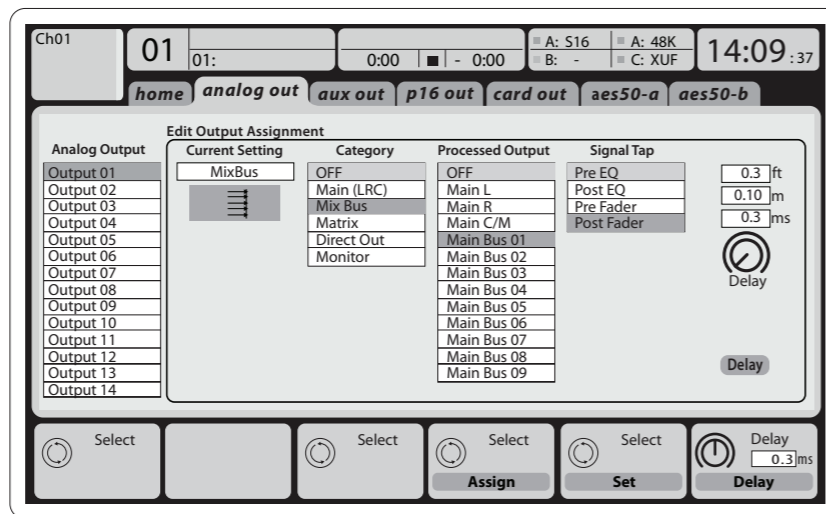 Ch01
01
01:
0:00
- 0:00
A: S16
B: -
A: 48K
C: XUF
14:09 :37
home
analog out
aux out
p16 out
card out
aes50-a
aes50-b
Edit Output Assignment
Analog Output
Current Setting
Category
Processed Output
Signal Tap
Output 01
Output 02
Output 03
Output 04
Output 05
Output 06
Output 07
Output 08
Output 09
Output 10
Output 11
Output 12
Output 13
Output 14
MixBus
OFF
Main (LRC)
Mix Bus
Matrix
Direct Out
Monitor
OFF
Main L
Main R
Main C/M
Main Bus 01
Main Bus 02
Main Bus 03
Main Bus 04
Main Bus 05
Main Bus 06
Main Bus 07
Main Bus 08
Main Bus 09
Pre EQ
Post EQ
Pre Fader
Post Fader
0.3 ft
0.10 m
0.3 ms
Delay
Delay
Select
Select
Select
Assign
Select
Set
Delay
0.3 ms
Delay